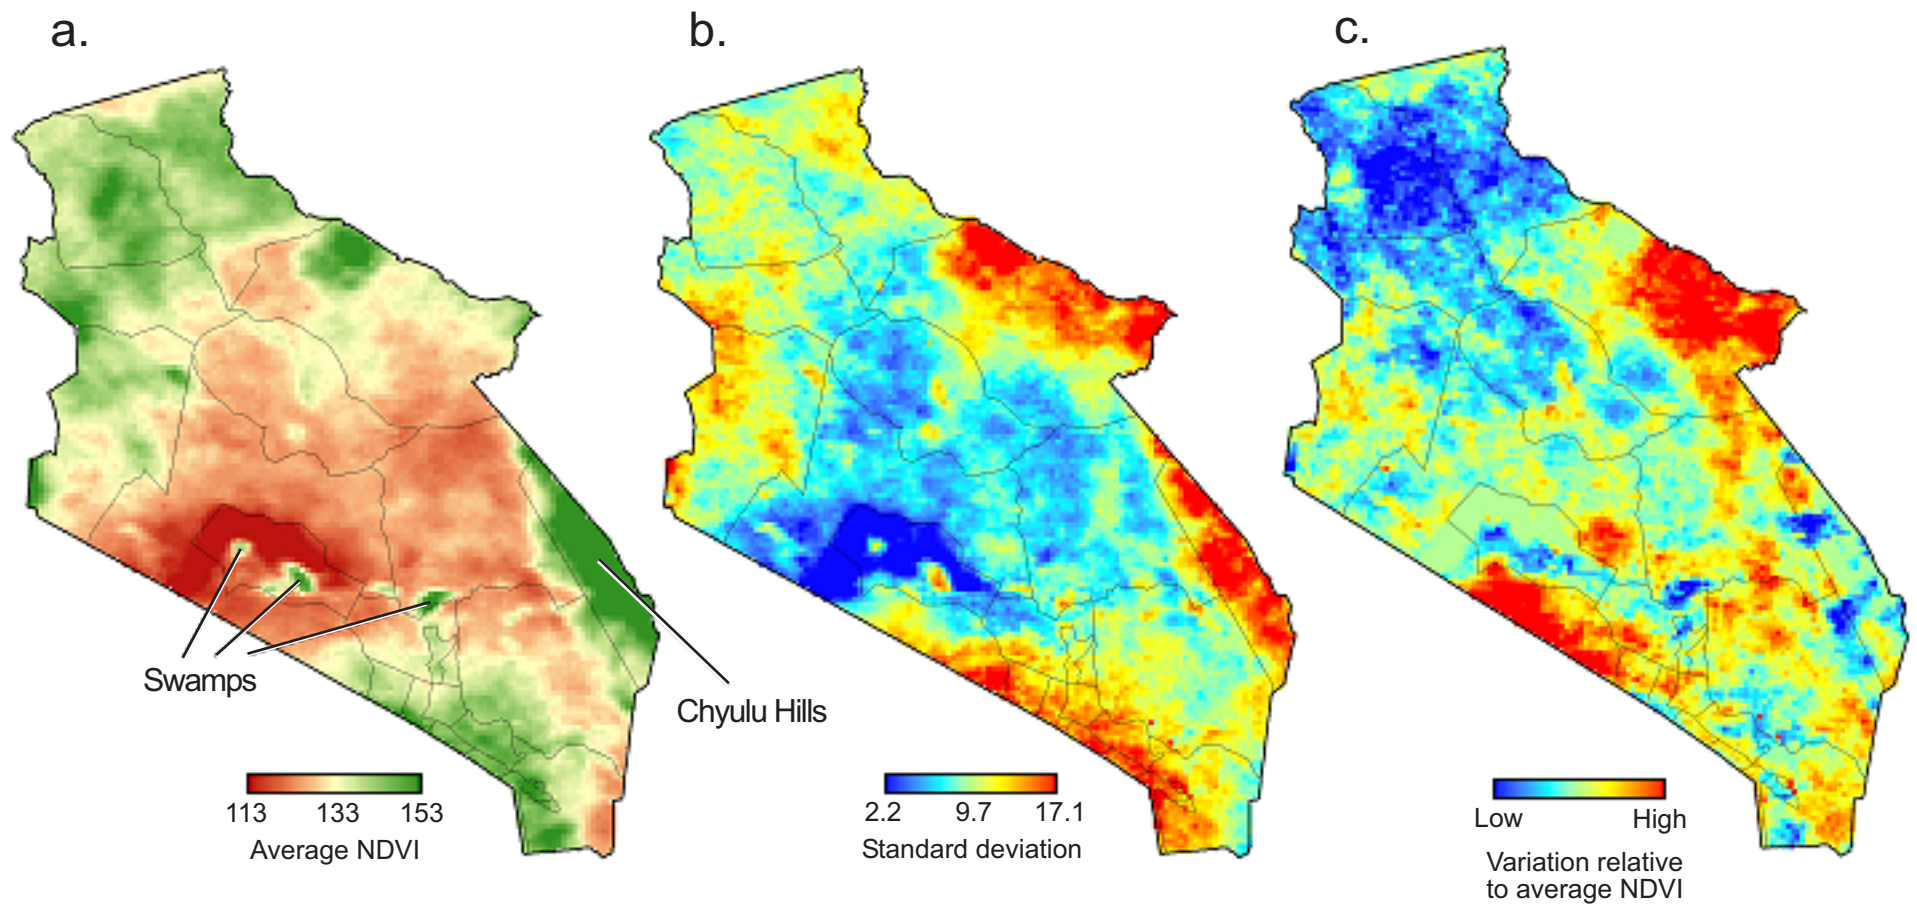 a.
b.
c.
Swamps
Chyulu Hills
113 133 153
Average NDVI
2.2 9.7 17.1
Standard deviation
Low High
Variation relative
to average NDVI